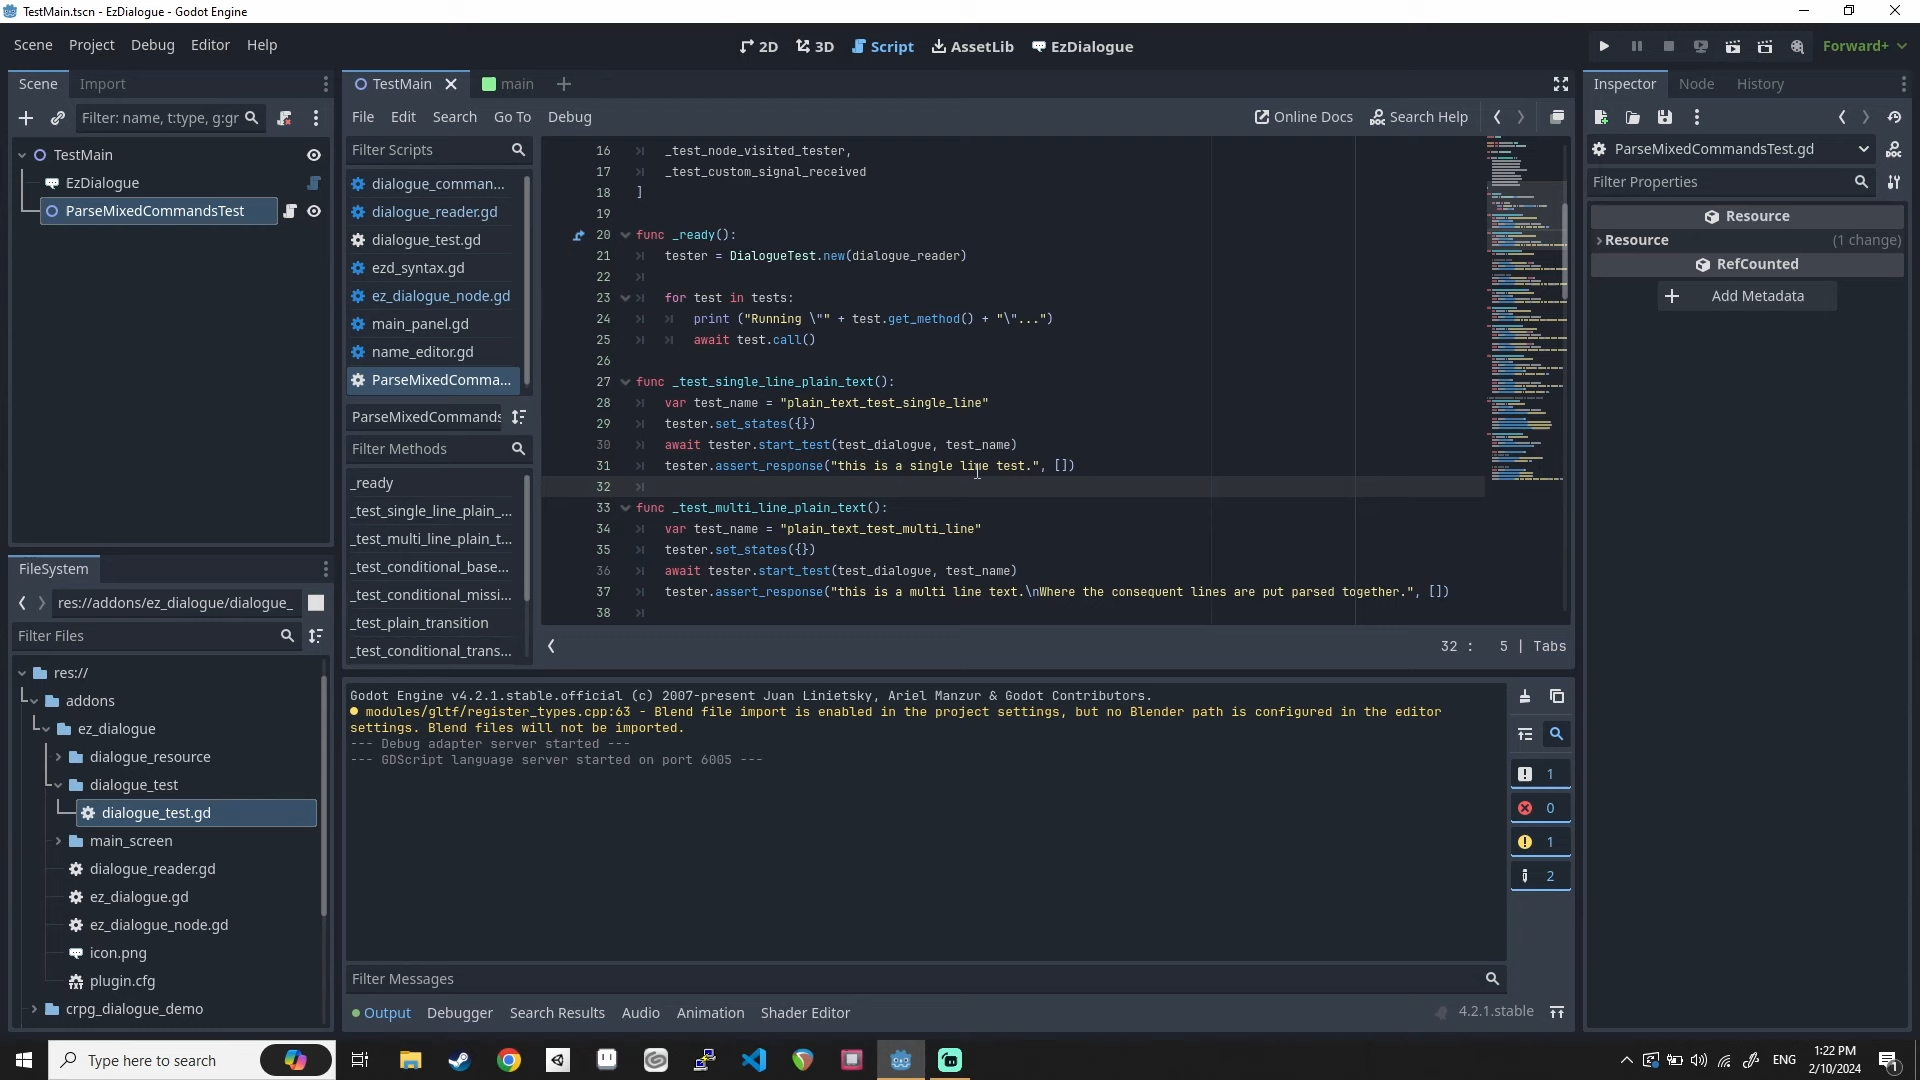 TestMain.tscn - EzDialogue - Godot Engine
Scene Project Debug Editor Help
2D 3D Script AssetLib EzDialogue
Forward+
Scene Import
Filter: name, t:type, g:gr
TestMain
EzDialogue
ParseMixedCommandsTest
FileSystem
res://addons/ez_dialogue/dialogue_
Filter Files
res://
addons
ez_dialogue
dialogue_resource
dialogue_test
dialogue_test.gd
main_screen
dialogue_reader.gd
ez_dialogue.gd
ez_dialogue_node.gd
icon.png
plugin.cfg
crpg_dialogue_demo
TestMain main
File Edit Search Go To Debug
Online Docs Search Help
Filter Scripts
dialogue_comman...
dialogue_reader.gd
dialogue_test.gd
ezd_syntax.gd
ez_dialogue_node.gd
main_panel.gd
name_editor.gd
ParseMixedComma...
ParseMixedCommands
Filter Methods
_ready
_test_single_line_plain_...
_test_multi_line_plain_t...
_test_conditional_base...
_test_conditional_missi...
_test_plain_transition
_test_conditional_trans...
16 _test_node_visited_tester,
17 _test_custom_signal_received
18 ]
19
20 func _ready():
21 tester = DialogueTest.new(dialogue_reader)
22
23 for test in tests:
24 print ("Running \"" + test.get_method() + "\"...")
25 await test.call()
26
27 func _test_single_line_plain_text():
28 var test_name = "plain_text_test_single_line"
29 tester.set_states({})
30 await tester.start_test(test_dialogue, test_name)
31 tester.assert_response("this is a single line test.", [])
32
33 func _test_multi_line_plain_text():
34 var test_name = "plain_text_test_multi_line"
35 tester.set_states({})
36 await tester.start_test(test_dialogue, test_name)
37 tester.assert_response("this is a multi line text.\nWhere the consequent lines are put parsed together.", [])
38
32 : 5 | Tabs
Godot Engine v4.2.1.stable.official (c) 2007-present Juan Linietsky, Ariel Manzur & Godot Contributors.
modules/gltf/register_types.cpp:63 - Blend file import is enabled in the project settings, but no Blender path is configured in the editor
settings. Blend files will not be imported.
--- Debug adapter server started ---
--- GDScript language server started on port 6005 ---
1
0
1
2
Filter Messages
Output Debugger Search Results Audio Animation Shader Editor
4.2.1.stable
Inspector Node History
ParseMixedCommandsTest.gd
Filter Properties
Resource
Resource (1 change)
RefCounted
Add Metadata
Type here to search
ENG
1:22 PM
2/10/2024
1